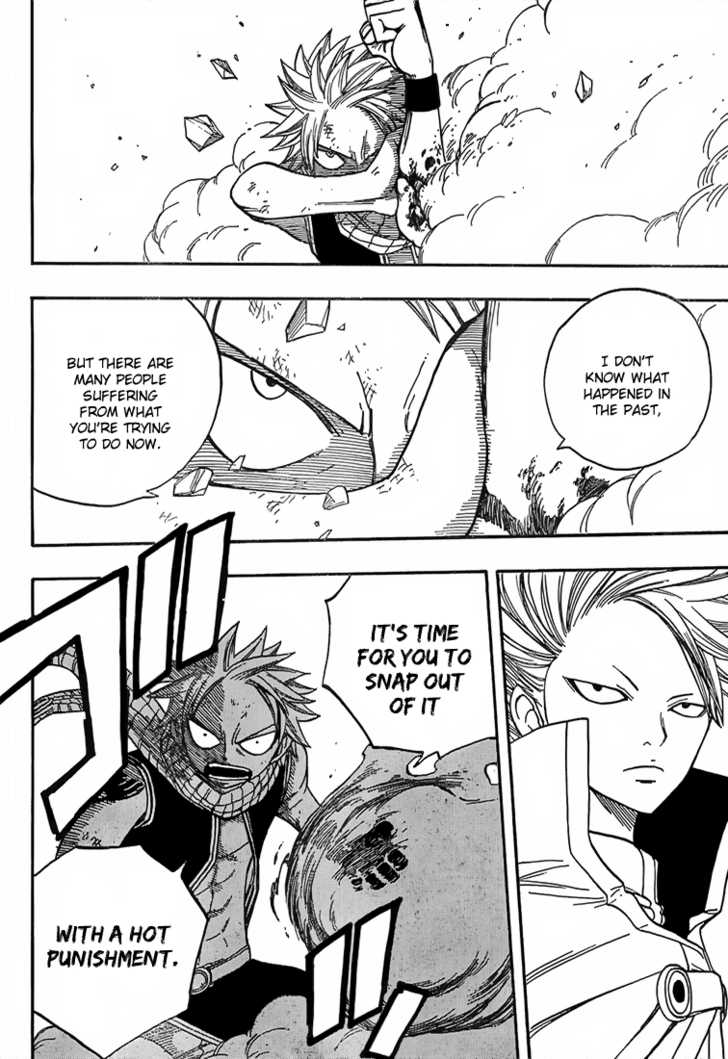 I DON'T
KNOW WHAT
HAPPENED IN
THE PAST,
BUT THERE ARE
MANY PEOPLE
SUFFERING
FROM WHAT
YOU'RE TRYING
TO DO NOW.
IT'S TIME
FOR YOU TO
SNAP OUT
OF IT
WITH A HOT
PUNISHMENT.